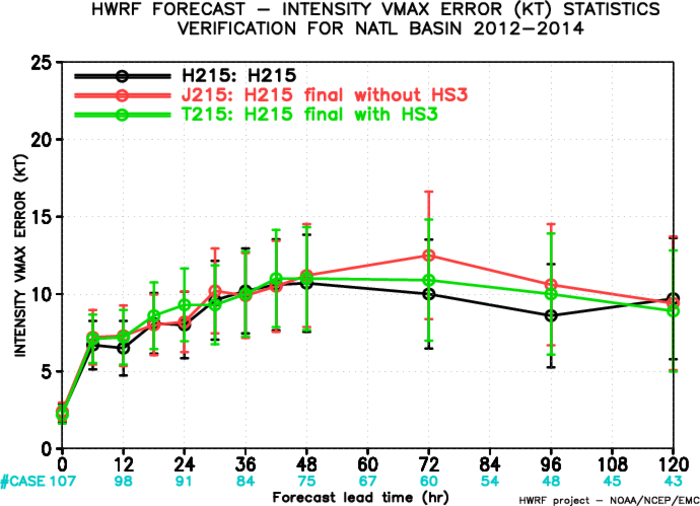 HWRF FORECAST – INTENSITY VMAX ERROR (KT) STATISTICS
VERIFICATION FOR NATL BASIN 2012–2014
H215: H215
J215: H215 final without HS3
T215: H215 final with HS3
INTENSITY VMAX ERROR (KT)
25
20
15
10
5
0
0 12 24 36 48 60 72 84 96 108 120
#CASE 107 98 91 84 75 67 60 54 48 45 43
Forecast lead time (hr)
HWRF project – NOAA/NCEP/EMC